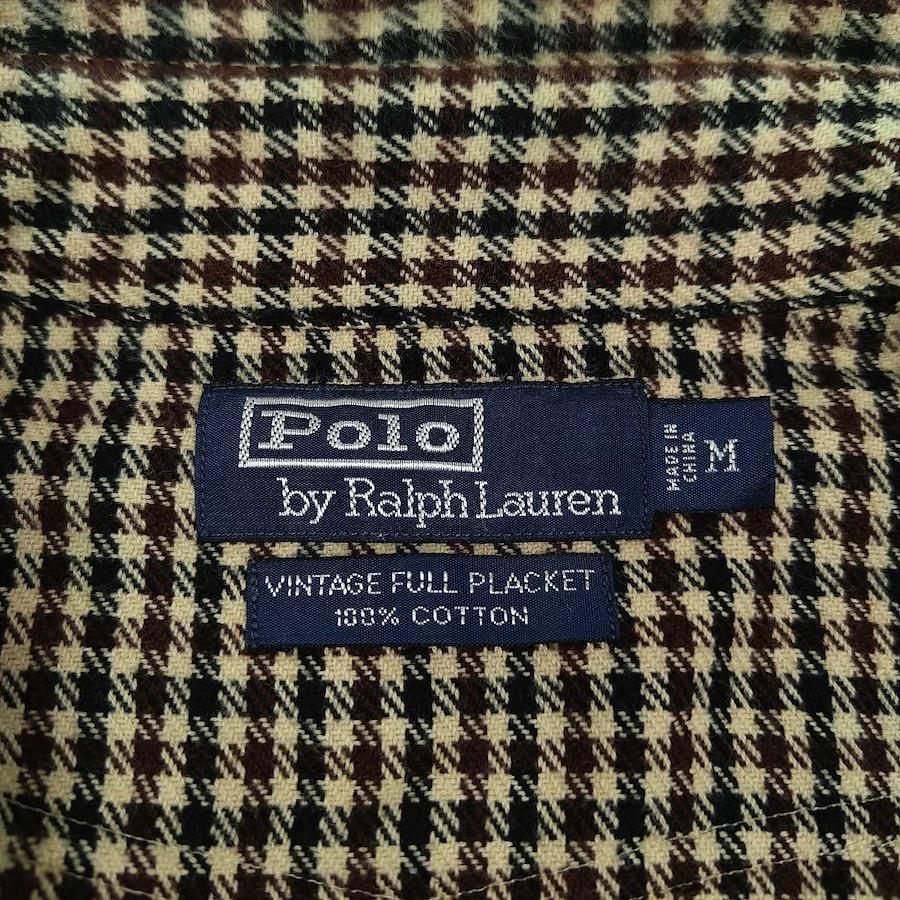 Polo
by Ralph Lauren
MADE IN
CHINA
M
VINTAGE FULL PLACKET
100% COTTON